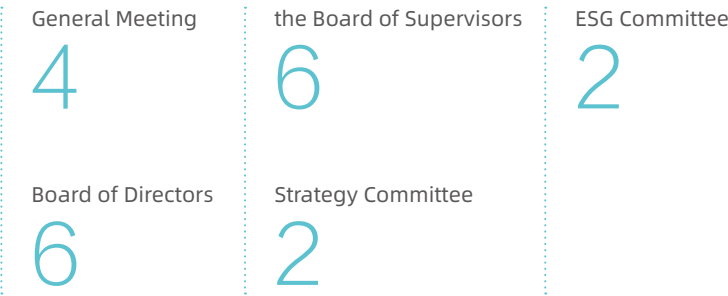 General Meeting
4
the Board of Supervisors
6
ESG Committee
2
Board of Directors
6
Strategy Committee
2